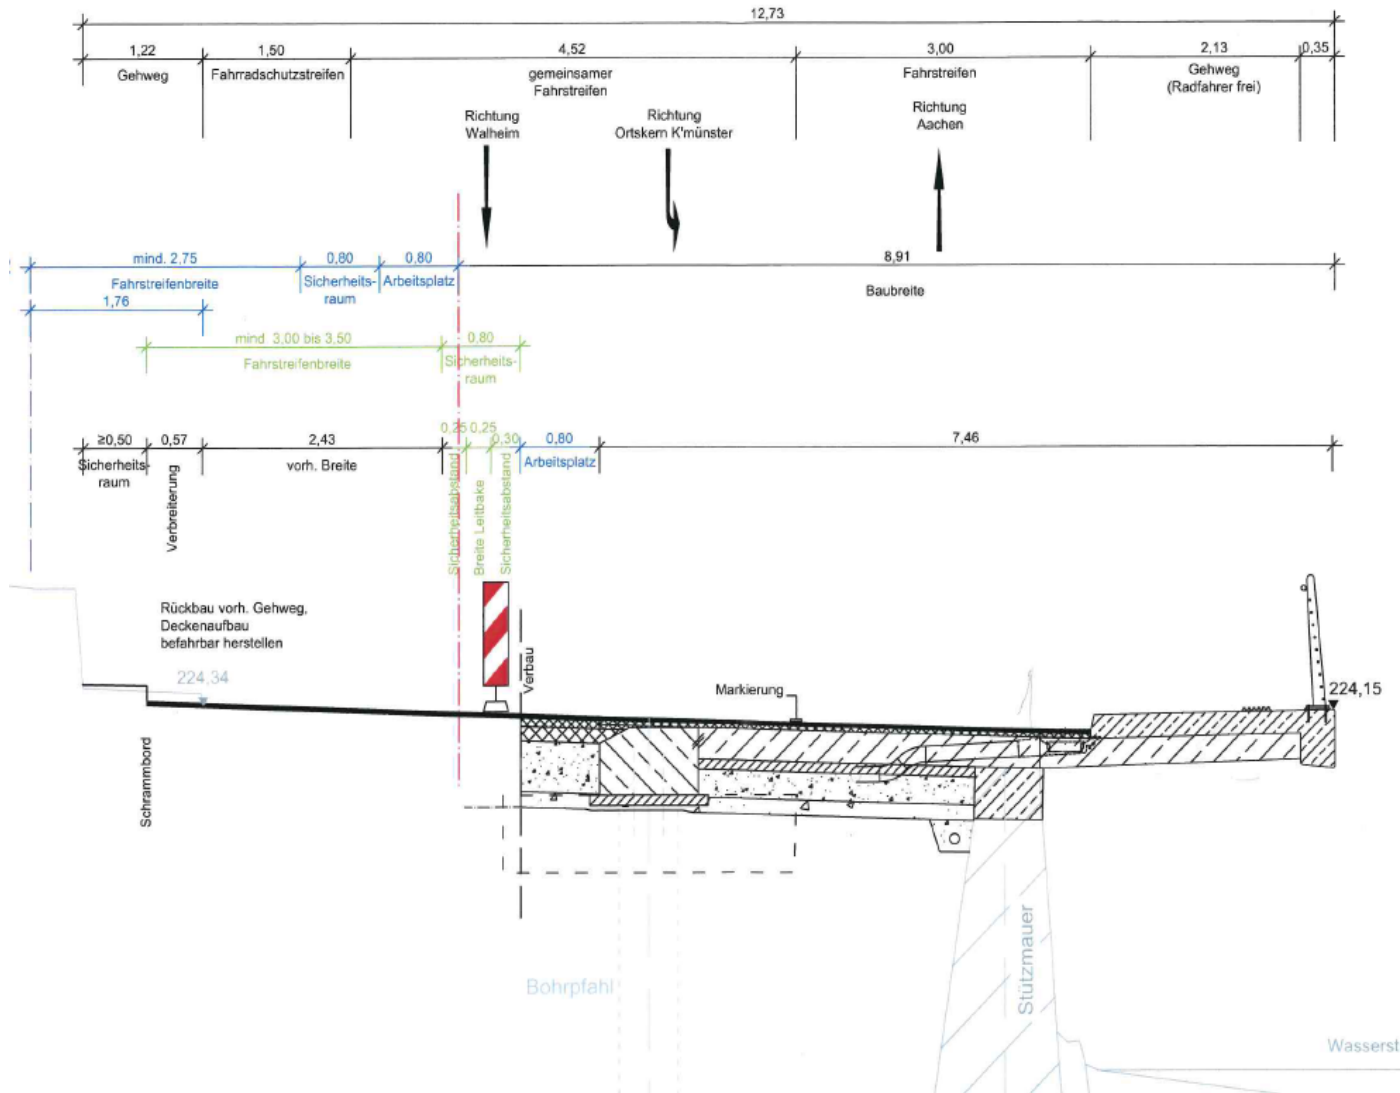 12,73
1,22
1,50
4,52
3,00
2,13
0,35
Gehweg
Fahrradschutzstreifen
gemeinsamer
Fahrstreifen
Fahrstreifen
Gehweg
(Radfahrer frei)
Richtung
Walheim
Richtung
Ortskern K'münster
Richtung
Aachen
mind. 2,75
0,80
0,80
8,91
Fahrstreifenbreite
Sicherheits-
raum
Arbeitsplatz
Baubreite
1,76
mind. 3,00 bis 3,50
0,80
Fahrstreifenbreite
Sicherheits-
raum
≥0,50
0,57
2,43
0,25
0,25
0,30
0,80
7,46
Sicherheits-
raum
Verbreiterung
vorh. Breite
Sicherheitsabstand
Breite Leitbake
Sicherheitsabstand
Arbeitsplatz
Rückbau vorh. Gehweg,
Deckenaufbau
befahrbar herstellen
224,34
Verbau
Markierung
224,15
Schrammbord
Bohrpfahl
Stützmauer
Wasserst